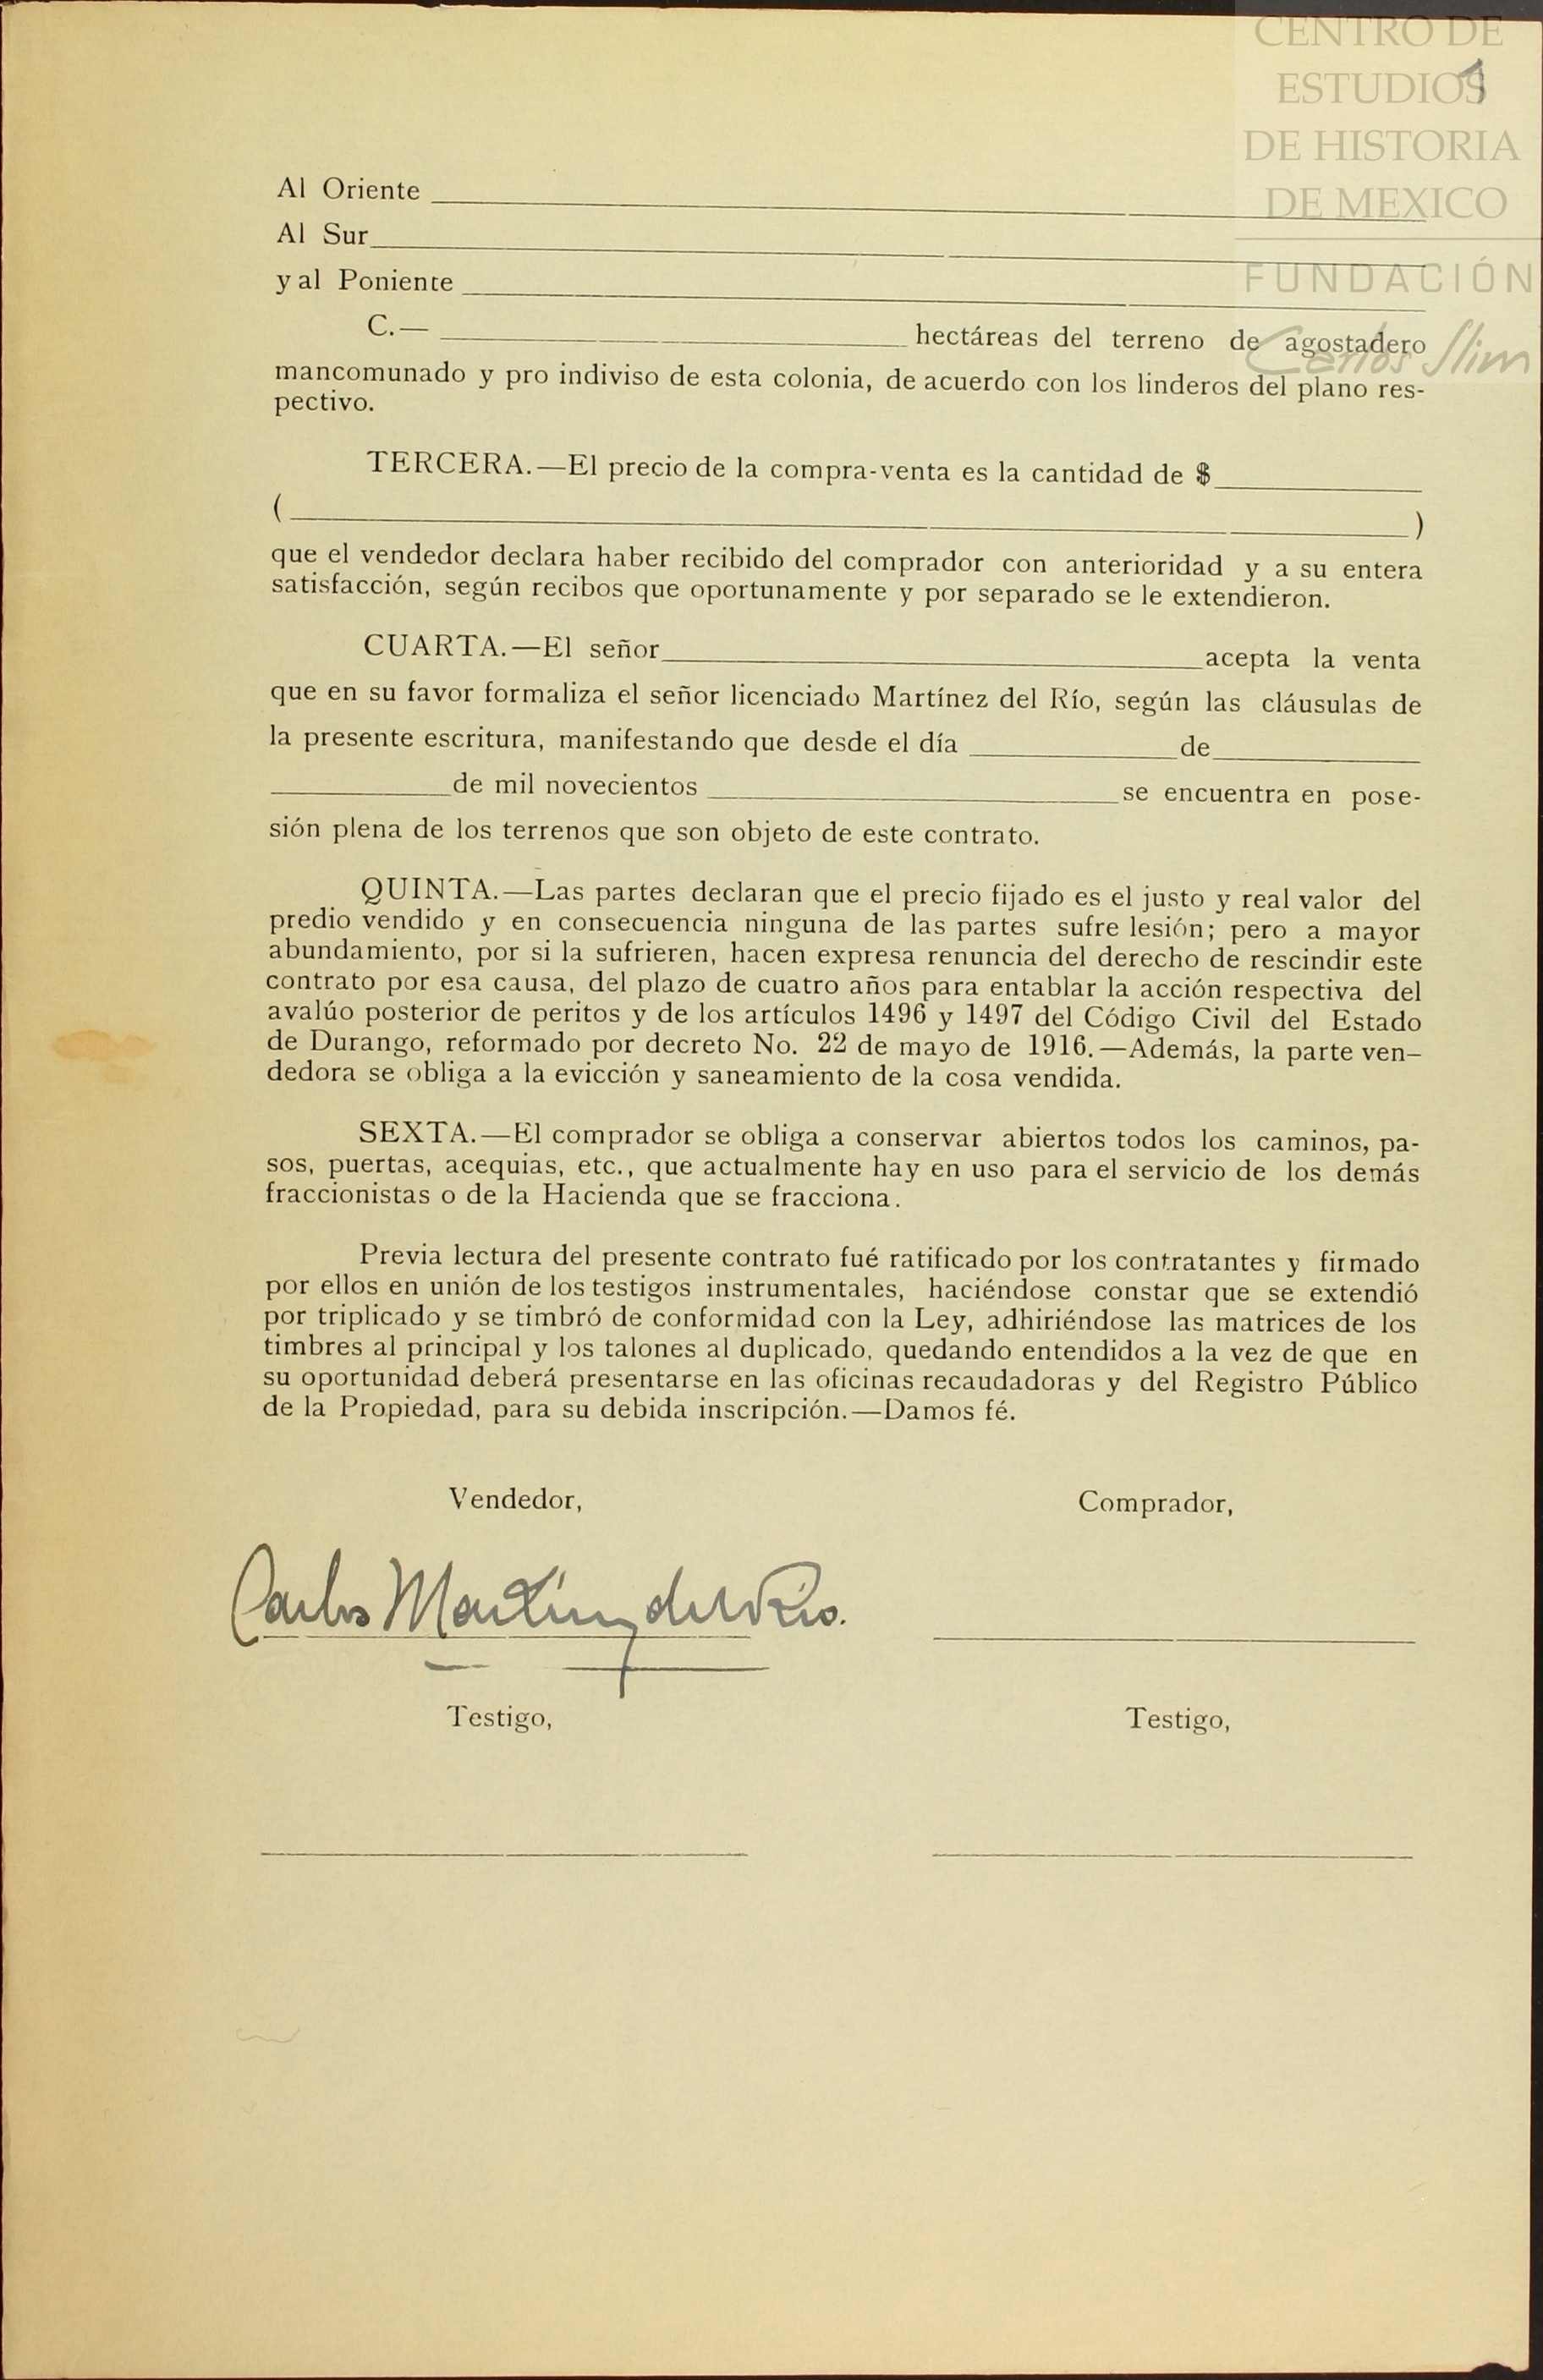 CENTRO DE
ESTUDIOS
DE HISTORIA
DE MEXICO
FUNDACIÓN
Carlos Slim
1
Al Oriente
Al Sur
y al Poniente
C.— hectáreas del terreno de agostadero
mancomunado y pro indiviso de esta colonia, de acuerdo con los linderos del plano res-
pectivo.
TERCERA.—El precio de la compra-venta es la cantidad de $
( )
que el vendedor declara haber recibido del comprador con anterioridad y a su entera
satisfacción, según recibos que oportunamente y por separado se le extendieron.
CUARTA.—El señor acepta la venta
que en su favor formaliza el señor licenciado Martínez del Río, según las cláusulas de
la presente escritura, manifestando que desde el día de
de mil novecientos se encuentra en pose-
sión plena de los terrenos que son objeto de este contrato.
QUINTA.—Las partes declaran que el precio fijado es el justo y real valor del
predio vendido y en consecuencia ninguna de las partes sufre lesión; pero a mayor
abundamiento, por si la sufrieren, hacen expresa renuncia del derecho de rescindir este
contrato por esa causa, del plazo de cuatro años para entablar la acción respectiva del
avalúo posterior de peritos y de los artículos 1496 y 1497 del Código Civil del Estado
de Durango, reformado por decreto No. 22 de mayo de 1916.—Además, la parte ven-
dedora se obliga a la evicción y saneamiento de la cosa vendida.
SEXTA.—El comprador se obliga a conservar abiertos todos los caminos, pa-
sos, puertas, acequias, etc., que actualmente hay en uso para el servicio de los demás
fraccionistas o de la Hacienda que se fracciona.
Previa lectura del presente contrato fué ratificado por los contratantes y firmado
por ellos en unión de los testigos instrumentales, haciéndose constar que se extendió
por triplicado y se timbró de conformidad con la Ley, adhiriéndose las matrices de los
timbres al principal y los talones al duplicado, quedando entendidos a la vez de que en
su oportunidad deberá presentarse en las oficinas recaudadoras y del Registro Público
de la Propiedad, para su debida inscripción.—Damos fé.
Vendedor, Comprador,
Carlos Martínez del Río.
Testigo, Testigo,